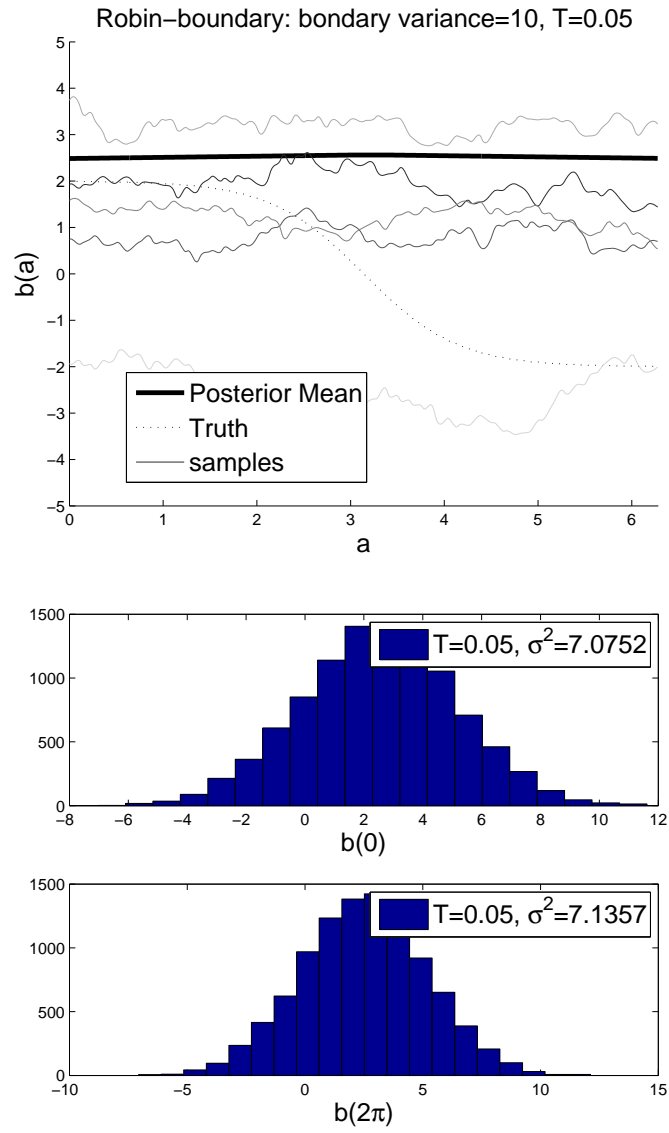 Robin−boundary: bondary variance=10, T=0.05
5
4
3
2
1
0
−1
−2
−3
−4
−5
b(a)
Posterior Mean
Truth
samples
0 1 2 3 4 5 6
a
1500
1000
500
0
T=0.05, σ²=7.0752
−8 −6 −4 −2 0 2 4 6 8 10 12
b(0)
1500
1000
500
0
T=0.05, σ²=7.1357
−10 −5 0 5 10 15
b(2π)